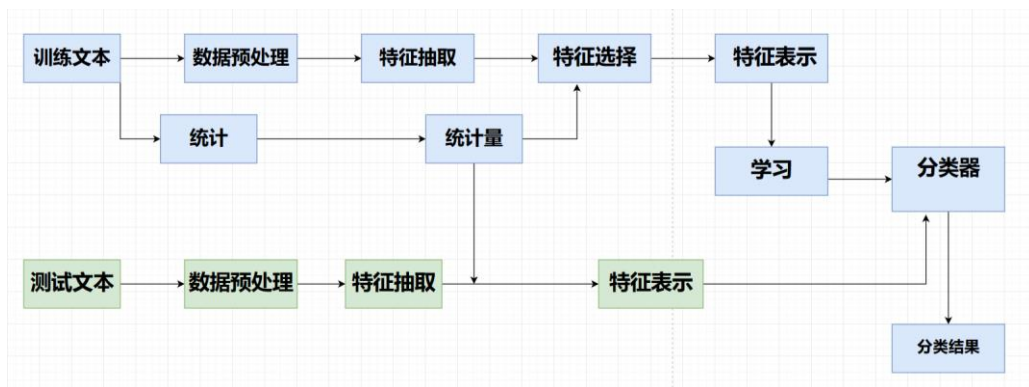 训练文本
数据预处理
特征抽取
特征选择
特征表示
统计
统计量
学习
分类器
测试文本
数据预处理
特征抽取
特征表示
分类结果